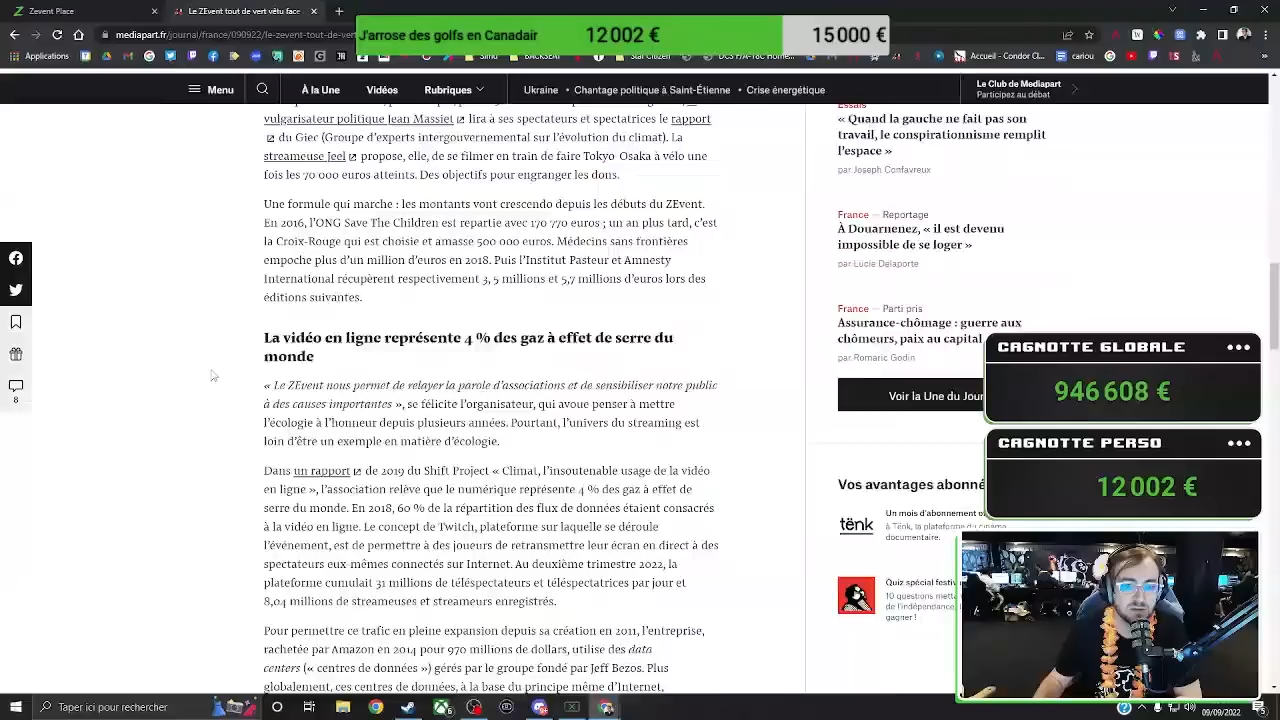 ZEvent Place
Le ZEvent tout de vert vêtu face
mediapart.fr/journal/france/090922/le-zevent-tout-de-ver
J'arrose des golfs en Canadair
12 002 €
15 000 €
Applications
Accueil - Condor
cariou
Menu
À la Une
Vidéos
Rubriques
Ukraine • Chantage politique à Saint-Étienne • Crise énergétique
Le Club de Mediapart
Participez au débat
vulgarisateur politique Jean Massiet lira à ses spectateurs et spectatrices le rapport
du Giec (Groupe d'experts intergouvernemental sur l'évolution du climat). La
streameuse Jeel propose, elle, de se filmer en train de faire Tokyo-Osaka à vélo une
fois les 70 000 euros atteints. Des objectifs pour engranger les dons.
Une formule qui marche : les montants vont crescendo depuis les débuts du ZEvent.
En 2016, l'ONG Save The Children est repartie avec 170 770 euros ; un an plus tard, c'est
la Croix-Rouge qui est choisie et amasse 500 000 euros. Médecins sans frontières
empoche plus d'un million d'euros en 2018. Puis l'Institut Pasteur et Amnesty
International récupèrent respectivement 3, 5 millions et 5,7 millions d'euros lors des
éditions suivantes.
La vidéo en ligne représente 4 % des gaz à effet de serre du
monde
« Le ZEvent nous permet de relayer la parole d'associations et de sensibiliser notre public
à des causes importantes », se félicite l'organisateur, qui avoue penser à mettre
l'écologie à l'honneur depuis plusieurs années. Pourtant, l'univers du streaming est
loin d'être un exemple en matière d'écologie.
Dans un rapport de 2019 du Shift Project « Climat, l'insoutenable usage de la vidéo
en ligne », l'association relève que le numérique représente 4 % des gaz à effet de
serre du monde. En 2018, 60 % de la répartition des flux de données étaient consacrés
à la vidéo en ligne. Le concept de Twitch, plateforme sur laquelle se déroule
l'évènement, est de permettre à des joueurs de retransmettre leur écran en direct à des
spectateurs eux-mêmes connectés sur Internet. Au deuxième trimestre 2022, la
plateforme cumulait 31 millions de téléspectateurs et téléspectatrices par jour et
8,04 millions de streameuses et streameurs enregistrés.
Pour permettre ce trafic en pleine expansion depuis sa création en 2011, l'entreprise,
rachetée par Amazon en 2014 pour 970 millions de dollars, utilise des data
centers (« centres de données ») gérés par le groupe fondé par Jeff Bezos. Plus
globalement, ces centres de données, à la base du principe même d'Internet,
8
Essais
« Quand la gauche ne fait pas son
travail, le conspirationnisme remplit
l'espace »
par Joseph Confavreux
France — Reportage
À Douarnenez, « il est devenu
impossible de se loger »
par Lucie Delaporte
France — Parti pris
Assurance-chômage : guerre aux
chômeurs, paix au capital
par Romaric Godin
Voir la Une du Jour
Vos avantages abonné
tënk
Un mois d'abonnement
à Tënk, la plateforme du cinéma
documentaire.
Quiz spécial festiv
10 questions
de l'indépendance,
gagner !
CAGNOTTE GLOBALE
946 608 €
CAGNOTTE PERSO
12 002 €
Taper ici pour rechercher
09/09/2022